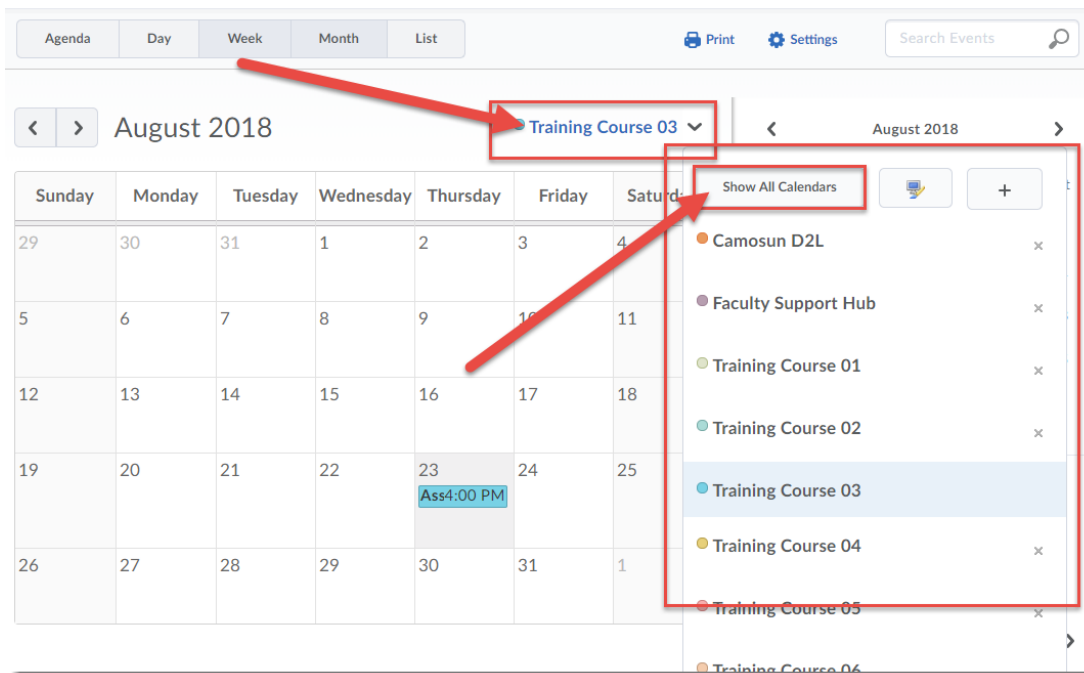 Agenda Day Week Month List Print Settings Search Events
August 2018 Training Course 03 August 2018
Show All Calendars +
Sunday Monday Tuesday Wednesday Thursday Friday
29 30 31 1 2 3 4
Camosun D2L ×
Faculty Support Hub ×
5 6 7 8 9 10 11
Training Course 01 ×
12 13 14 15 16 17 18
Training Course 02 ×
19 20 21 22 23 24 25
Ass4:00 PM
Training Course 03
Training Course 04 ×
26 27 28 29 30 31 1
Training Course 05 ×
Training Course 06